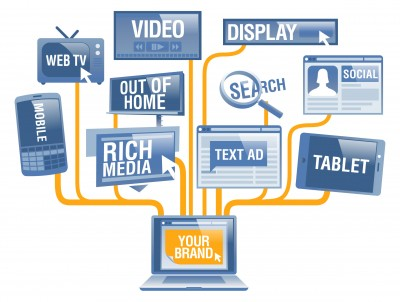 VIDEO
DISPLAY
WEB TV
OUT OF
HOME
SEARCH
SOCIAL
MOBILE
RICH
MEDIA
TEXT AD
TABLET
YOUR
BRAND